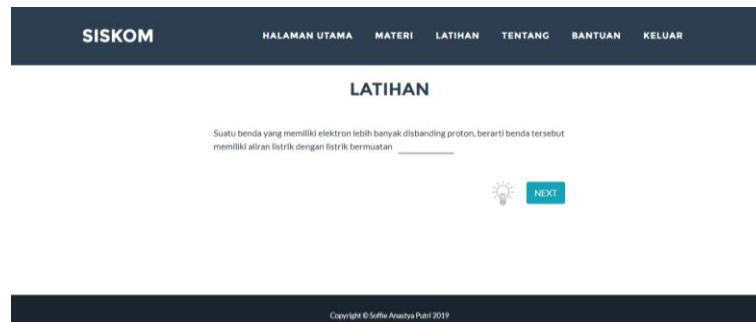 SISKOM
HALAMAN UTAMA MATERI LATIHAN TENTANG BANTUAN KELUAR
LATIHAN
Suatu benda yang memiliki elektron lebih banyak disbanding proton, berarti benda tersebut
memiliki aliran listrik dengan listrik bermuatan ___________
NEXT
Copyright © Soffie Anastya Putri 2019